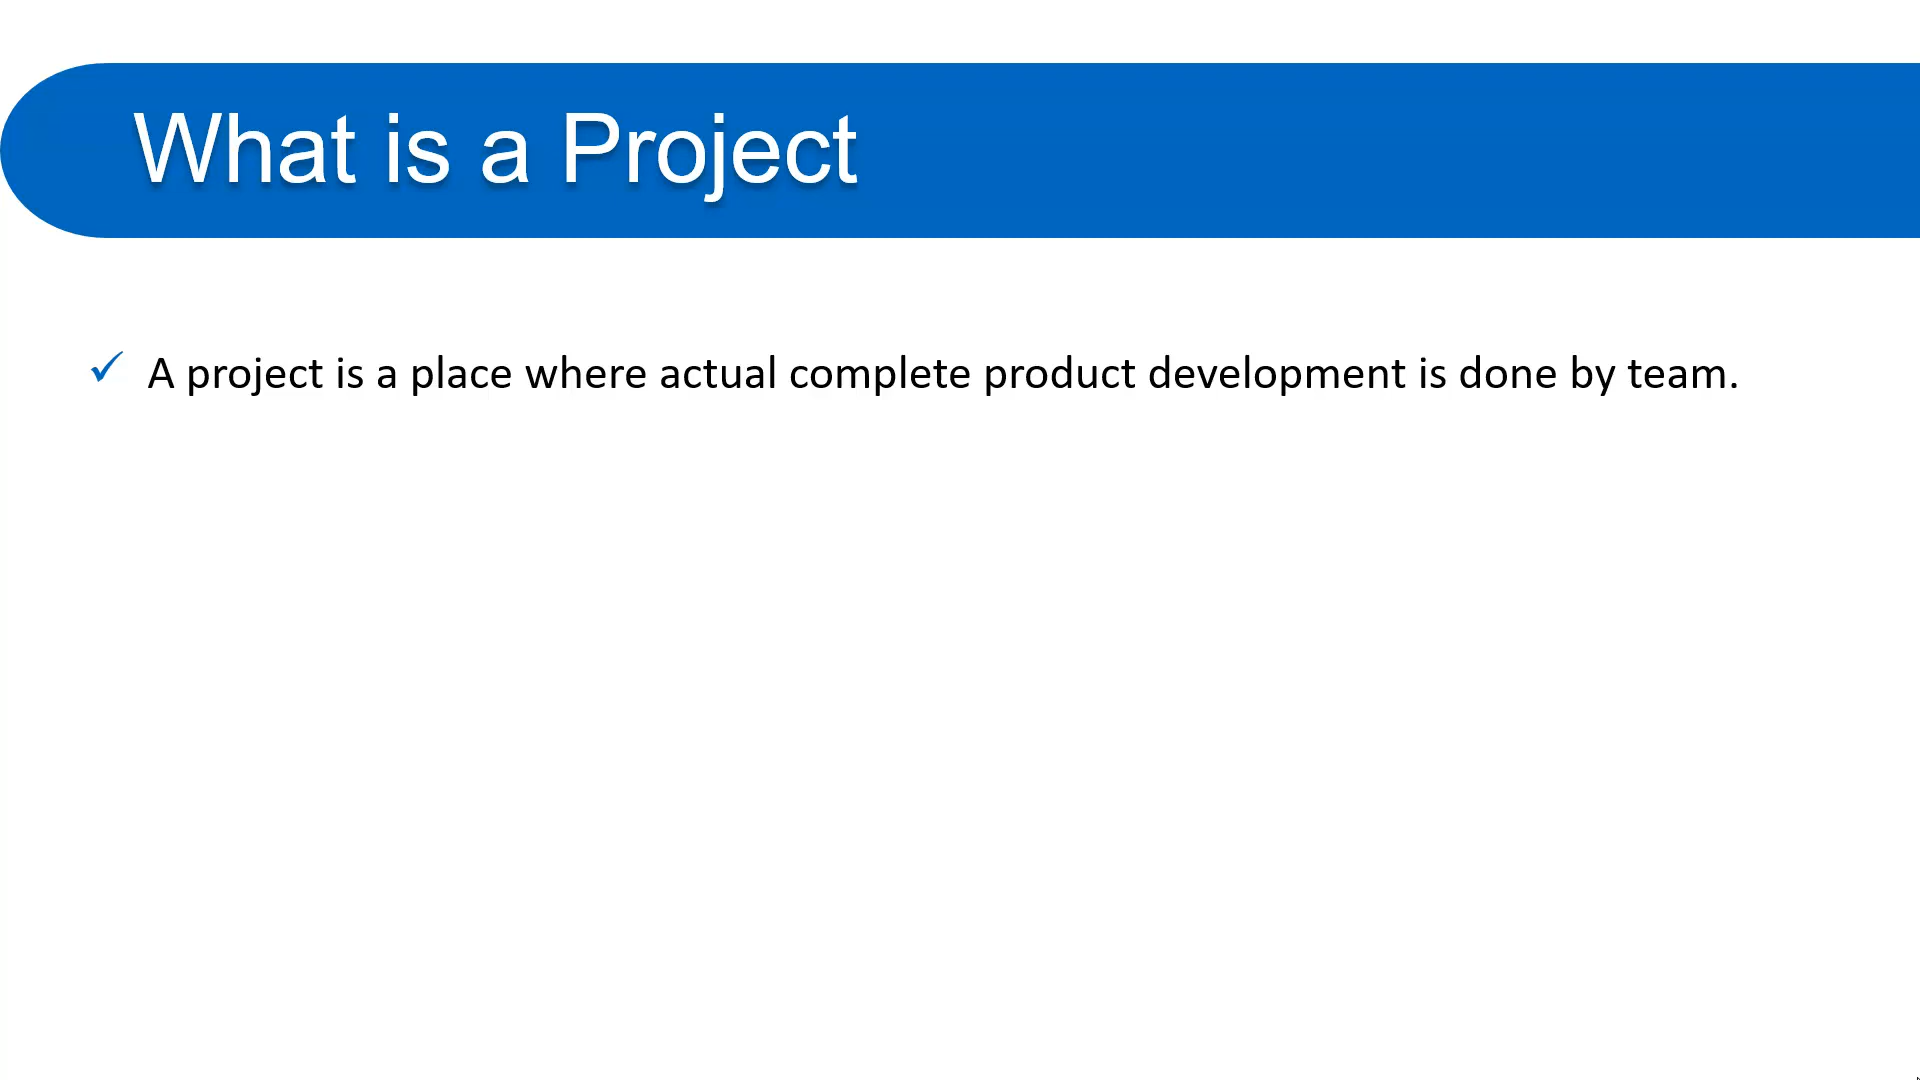 What is a Project
✓ A project is a place where actual complete product development is done by team.